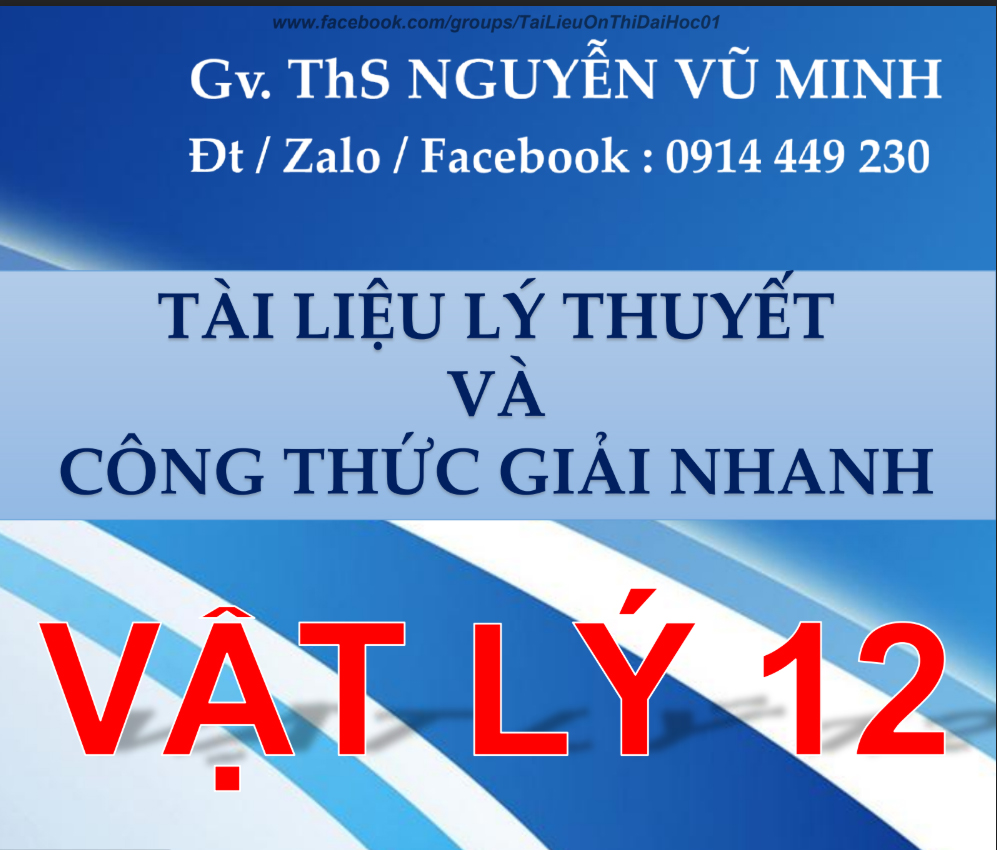 www.facebook.com/groups/TaiLieuOnThiDaiHoc01
Gv. ThS NGUYỄN VŨ MINH
Đt / Zalo / Facebook : 0914 449 230
TÀI LIỆU LÝ THUYẾT
VÀ
CÔNG THỨC GIẢI NHANH
VẬT LÝ 12